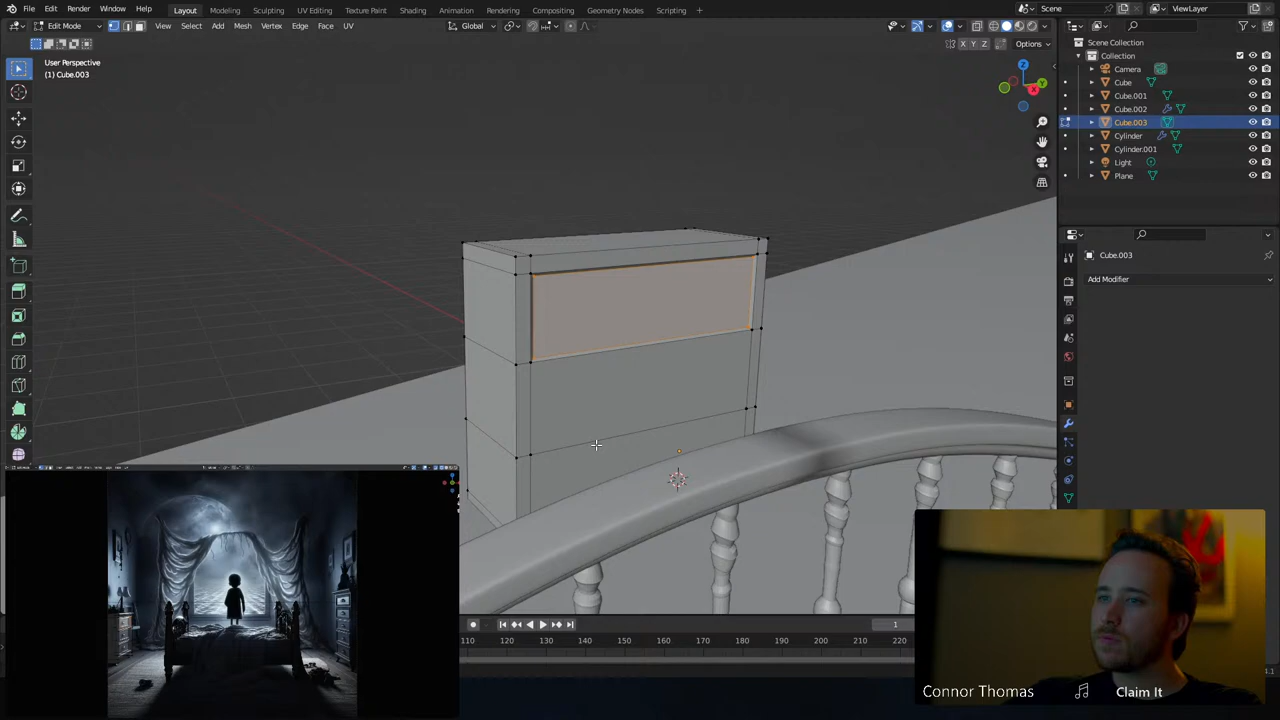 File Edit Render Window Help Layout Modeling Sculpting UV Editing Texture Paint Shading Animation Rendering Compositing Geometry Nodes Scripting + Scene ViewLayer
Edit Mode View Select Add Mesh Vertex Edge Face UV Global
X Y Z Options
User Perspective
(1) Cube.003
Z
Y
X
Scene Collection
Collection
Camera
Cube
Cube.001
Cube.002
Cube.003
Cylinder
Cylinder.001
Light
Plane
Cube.003
Add Modifier
1
110 120 130 140 150 160 170 180 190 200 210 220
Connor Thomas Claim It